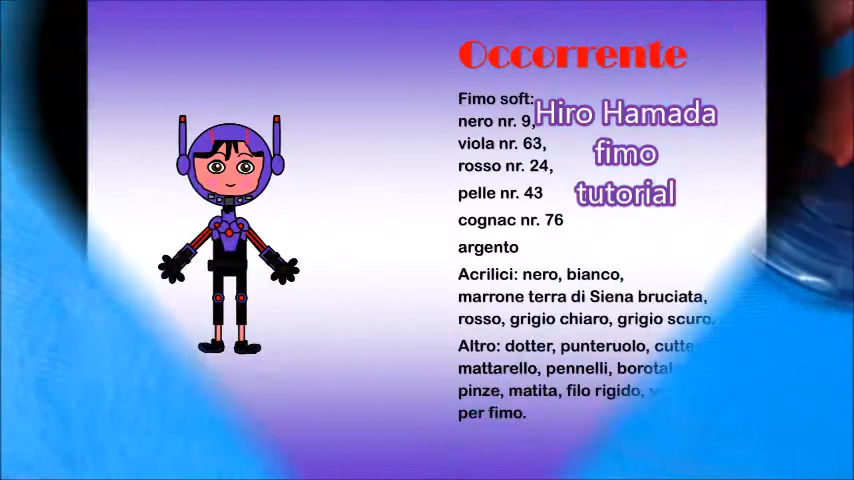 Occorrente
Fimo soft:
nero nr. 9,
viola nr. 63,
rosso nr. 24,
pelle nr. 43
cognac nr. 76
argento
Acrilici: nero, bianco,
marrone terra di Siena bruciata,
rosso, grigio chiaro, grigio scuro.
Altro: dotter, punteruolo,
mattarello, pennelli,
pinze, matita, filo rigido,
per fimo.
Hiro Hamada
fimo
tutorial